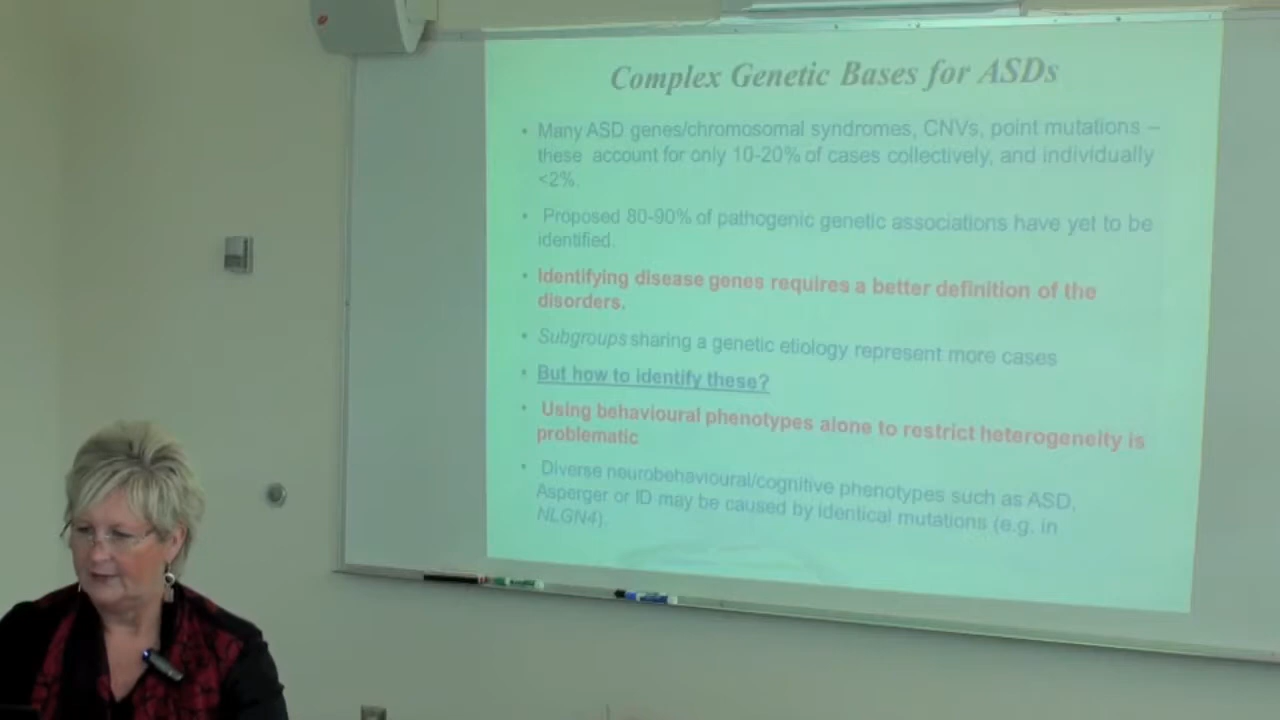 Complex Genetic Bases for ASDs
• Many ASD genes/chromosomal syndromes, CNVs, point mutations –
these account for only 10-20% of cases collectively, and individually
<2%.
• Proposed 80-90% of pathogenic genetic associations have yet to be
identified.
• Identifying disease genes requires a better definition of the
disorders.
• Subgroups sharing a genetic etiology represent more cases
• But how to identify these?
• Using behavioural phenotypes alone to restrict heterogeneity is
problematic
• Diverse neurobehavioural/cognitive phenotypes such as ASD,
Asperger or ID may be caused by identical mutations (e.g. in
NLGN4).